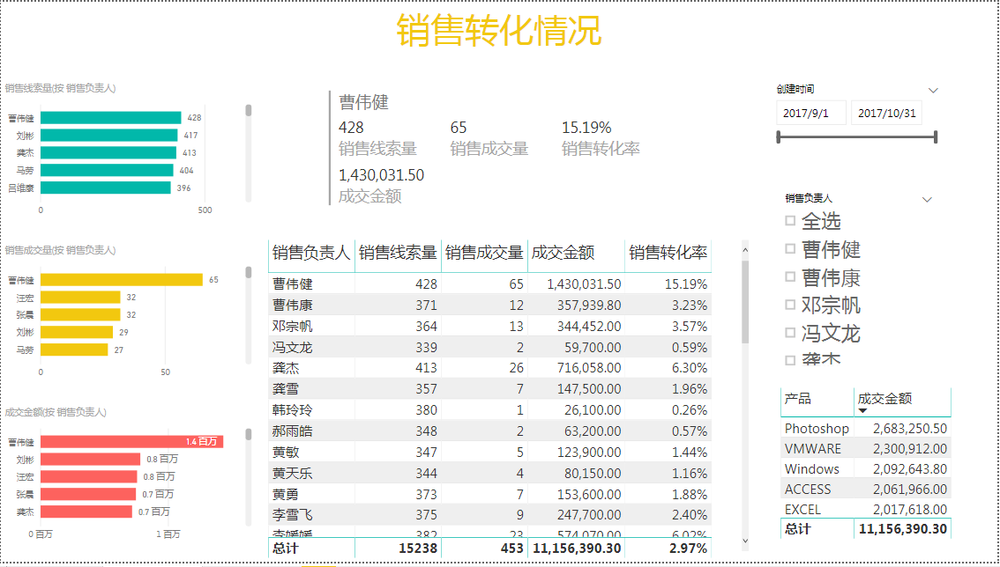 销售转化情况
销售线索量(按 销售负责人)
曹伟健 428
刘彬 417
龚杰 413
马劳 404
吕维康 396
0 500
销售成交量(按 销售负责人)
曹伟健 65
汪宏 32
张晨 32
刘彬 29
马劳 27
0 50
成交金额(按 销售负责人)
曹伟健 1.4 百万
刘彬 0.8 百万
汪宏 0.8 百万
张晨 0.7 百万
龚杰 0.7 百万
0 百万 1 百万
曹伟健
428 65 15.19%
销售线索量 销售成交量 销售转化率
1,430,031.50
成交金额
销售负责人 销售线索量 销售成交量 成交金额 销售转化率
曹伟健 428 65 1,430,031.50 15.19%
曹伟康 371 12 357,939.80 3.23%
邓宗帆 364 13 344,452.00 3.57%
冯文龙 339 2 59,700.00 0.59%
龚杰 413 26 716,058.00 6.30%
龚雪 357 7 147,500.00 1.96%
韩玲玲 380 1 26,100.00 0.26%
郝雨皓 348 2 63,200.00 0.57%
黄敏 347 5 123,900.00 1.44%
黄天乐 344 4 80,150.00 1.16%
黄勇 373 7 153,600.00 1.88%
李雪飞 375 9 247,700.00 2.40%
李媛媛 382 23 574,070.00 6.02%
总计 15238 453 11,156,390.30 2.97%
创建时间
2017/9/1 2017/10/31
销售负责人
全选
曹伟健
曹伟康
邓宗帆
冯文龙
龚杰
产品 成交金额
Photoshop 2,683,250.50
VMWARE 2,300,912.00
Windows 2,092,643.80
ACCESS 2,061,966.00
EXCEL 2,017,618.00
总计 11,156,390.30